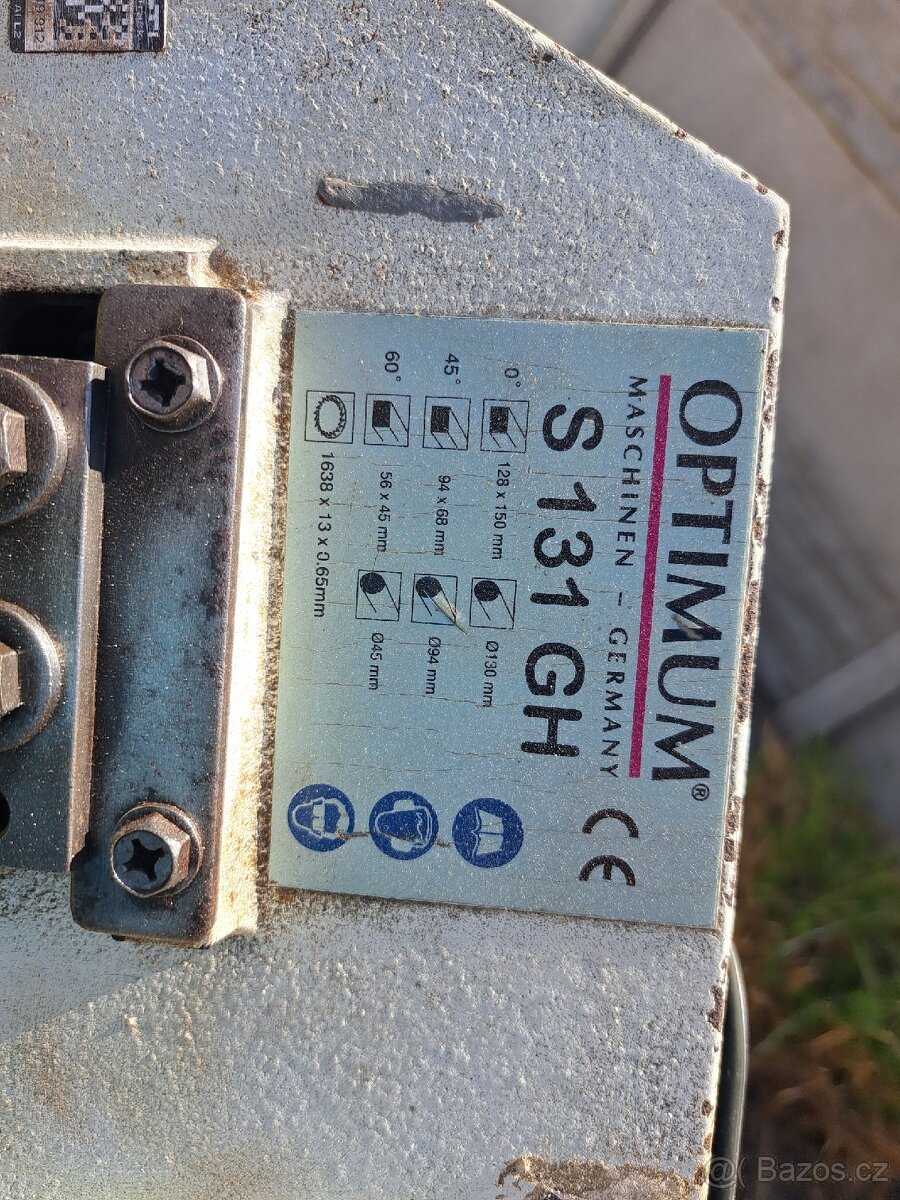 OPTIMUM®
MASCHINEN - GERMANY
S 131 GH
CE
0° 128 x 150 mm Ø130 mm
45° 94 x 68 mm Ø94 mm
60° 56 x 45 mm Ø45 mm
1638 x 13 x 0.65mm
Bazos.cz